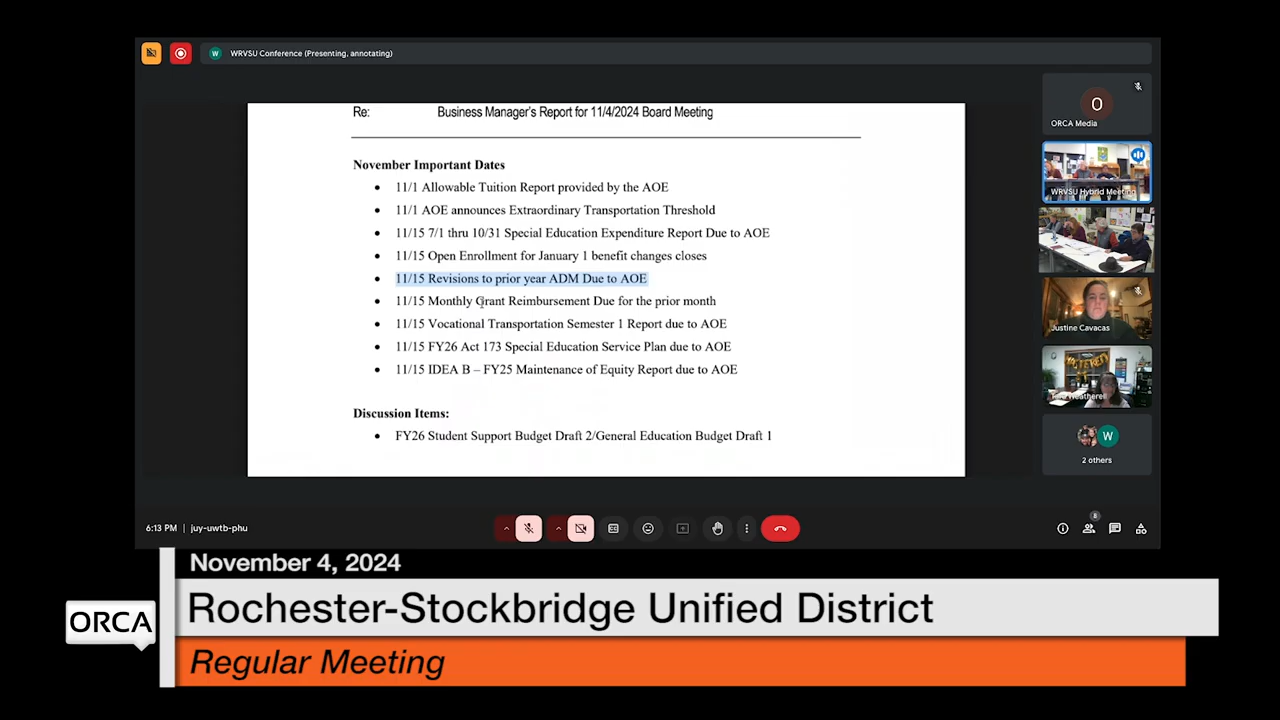 W WRVSU Conference (Presenting, annotating)
Re: Business Manager's Report for 11/4/2024 Board Meeting
November Important Dates
• 11/1 Allowable Tuition Report provided by the AOE
• 11/1 AOE announces Extraordinary Transportation Threshold
• 11/15 7/1 thru 10/31 Special Education Expenditure Report Due to AOE
• 11/15 Open Enrollment for January 1 benefit changes closes
• 11/15 Revisions to prior year ADM Due to AOE
• 11/15 Monthly Grant Reimbursement Due for the prior month
• 11/15 Vocational Transportation Semester 1 Report due to AOE
• 11/15 FY26 Act 173 Special Education Service Plan due to AOE
• 11/15 IDEA B – FY25 Maintenance of Equity Report due to AOE
Discussion Items:
• FY26 Student Support Budget Draft 2/General Education Budget Draft 1
O
ORCA Media
WRVSU Hybrid Meeting
Justine Cavacas
Weatherell
W
2 others
6:13 PM | juy-uwtb-phu
8
November 4, 2024
Rochester-Stockbridge Unified District
ORCA
Regular Meeting